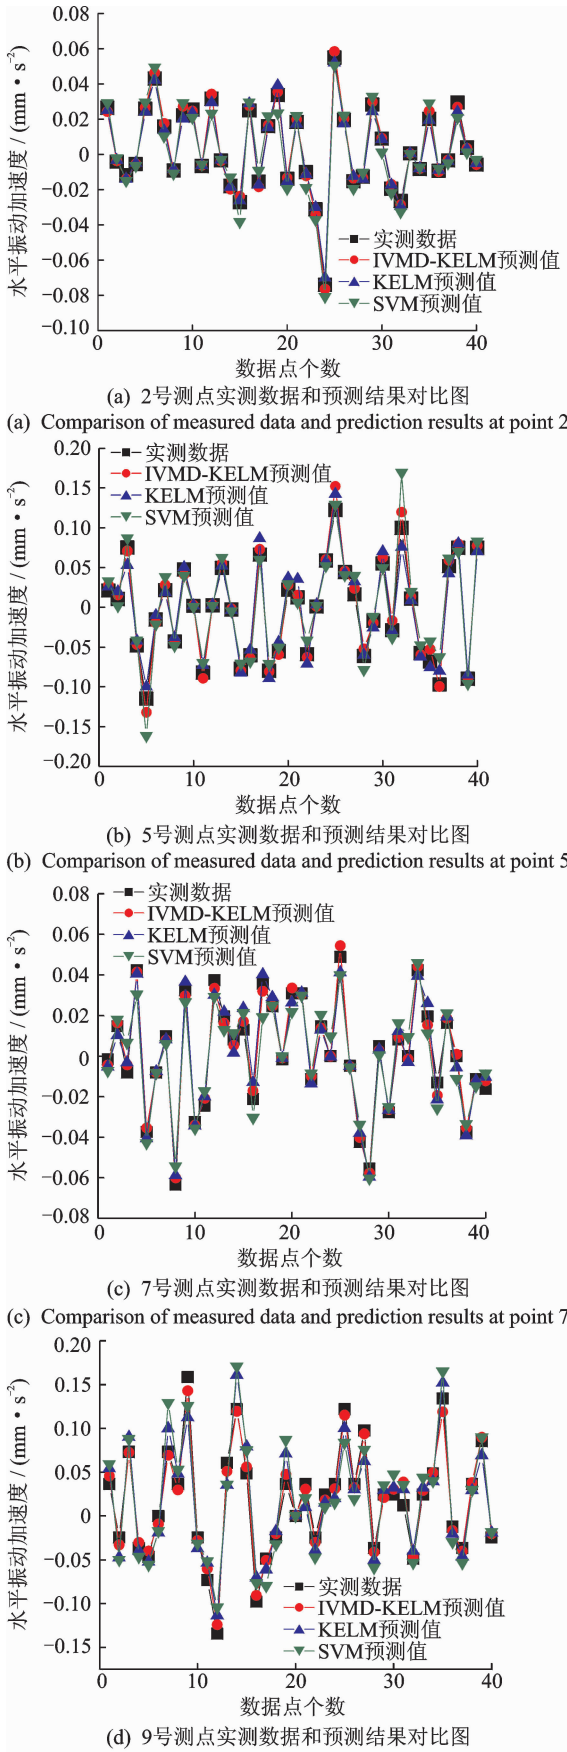 0.08
0.06
0.04
0.02
0
−0.02
−0.04
−0.06
−0.08
−0.10
水平振动加速度 / (mm·s⁻²)
实测数据
IVMD-KELM预测值
KELM预测值
SVM预测值
0 10 20 30 40
数据点个数
(a) 2号测点实测数据和预测结果对比图
(a) Comparison of measured data and prediction results at point 2
0.20
0.15
0.10
0.05
0
−0.05
−0.10
−0.15
−0.20
水平振动加速度 / (mm·s⁻²)
实测数据
IVMD-KELM预测值
KELM预测值
SVM预测值
0 10 20 30 40
数据点个数
(b) 5号测点实测数据和预测结果对比图
(b) Comparison of measured data and prediction results at point 5
0.08
0.06
0.04
0.02
0
−0.02
−0.04
−0.06
−0.08
水平振动加速度 / (mm·s⁻²)
实测数据
IVMD-KELM预测值
KELM预测值
SVM预测值
0 10 20 30 40
数据点个数
(c) 7号测点实测数据和预测结果对比图
(c) Comparison of measured data and prediction results at point 7
0.20
0.15
0.10
0.05
0
−0.05
−0.10
−0.15
水平振动加速度 / (mm·s⁻²)
实测数据
IVMD-KELM预测值
KELM预测值
SVM预测值
0 10 20 30 40
数据点个数
(d) 9号测点实测数据和预测结果对比图